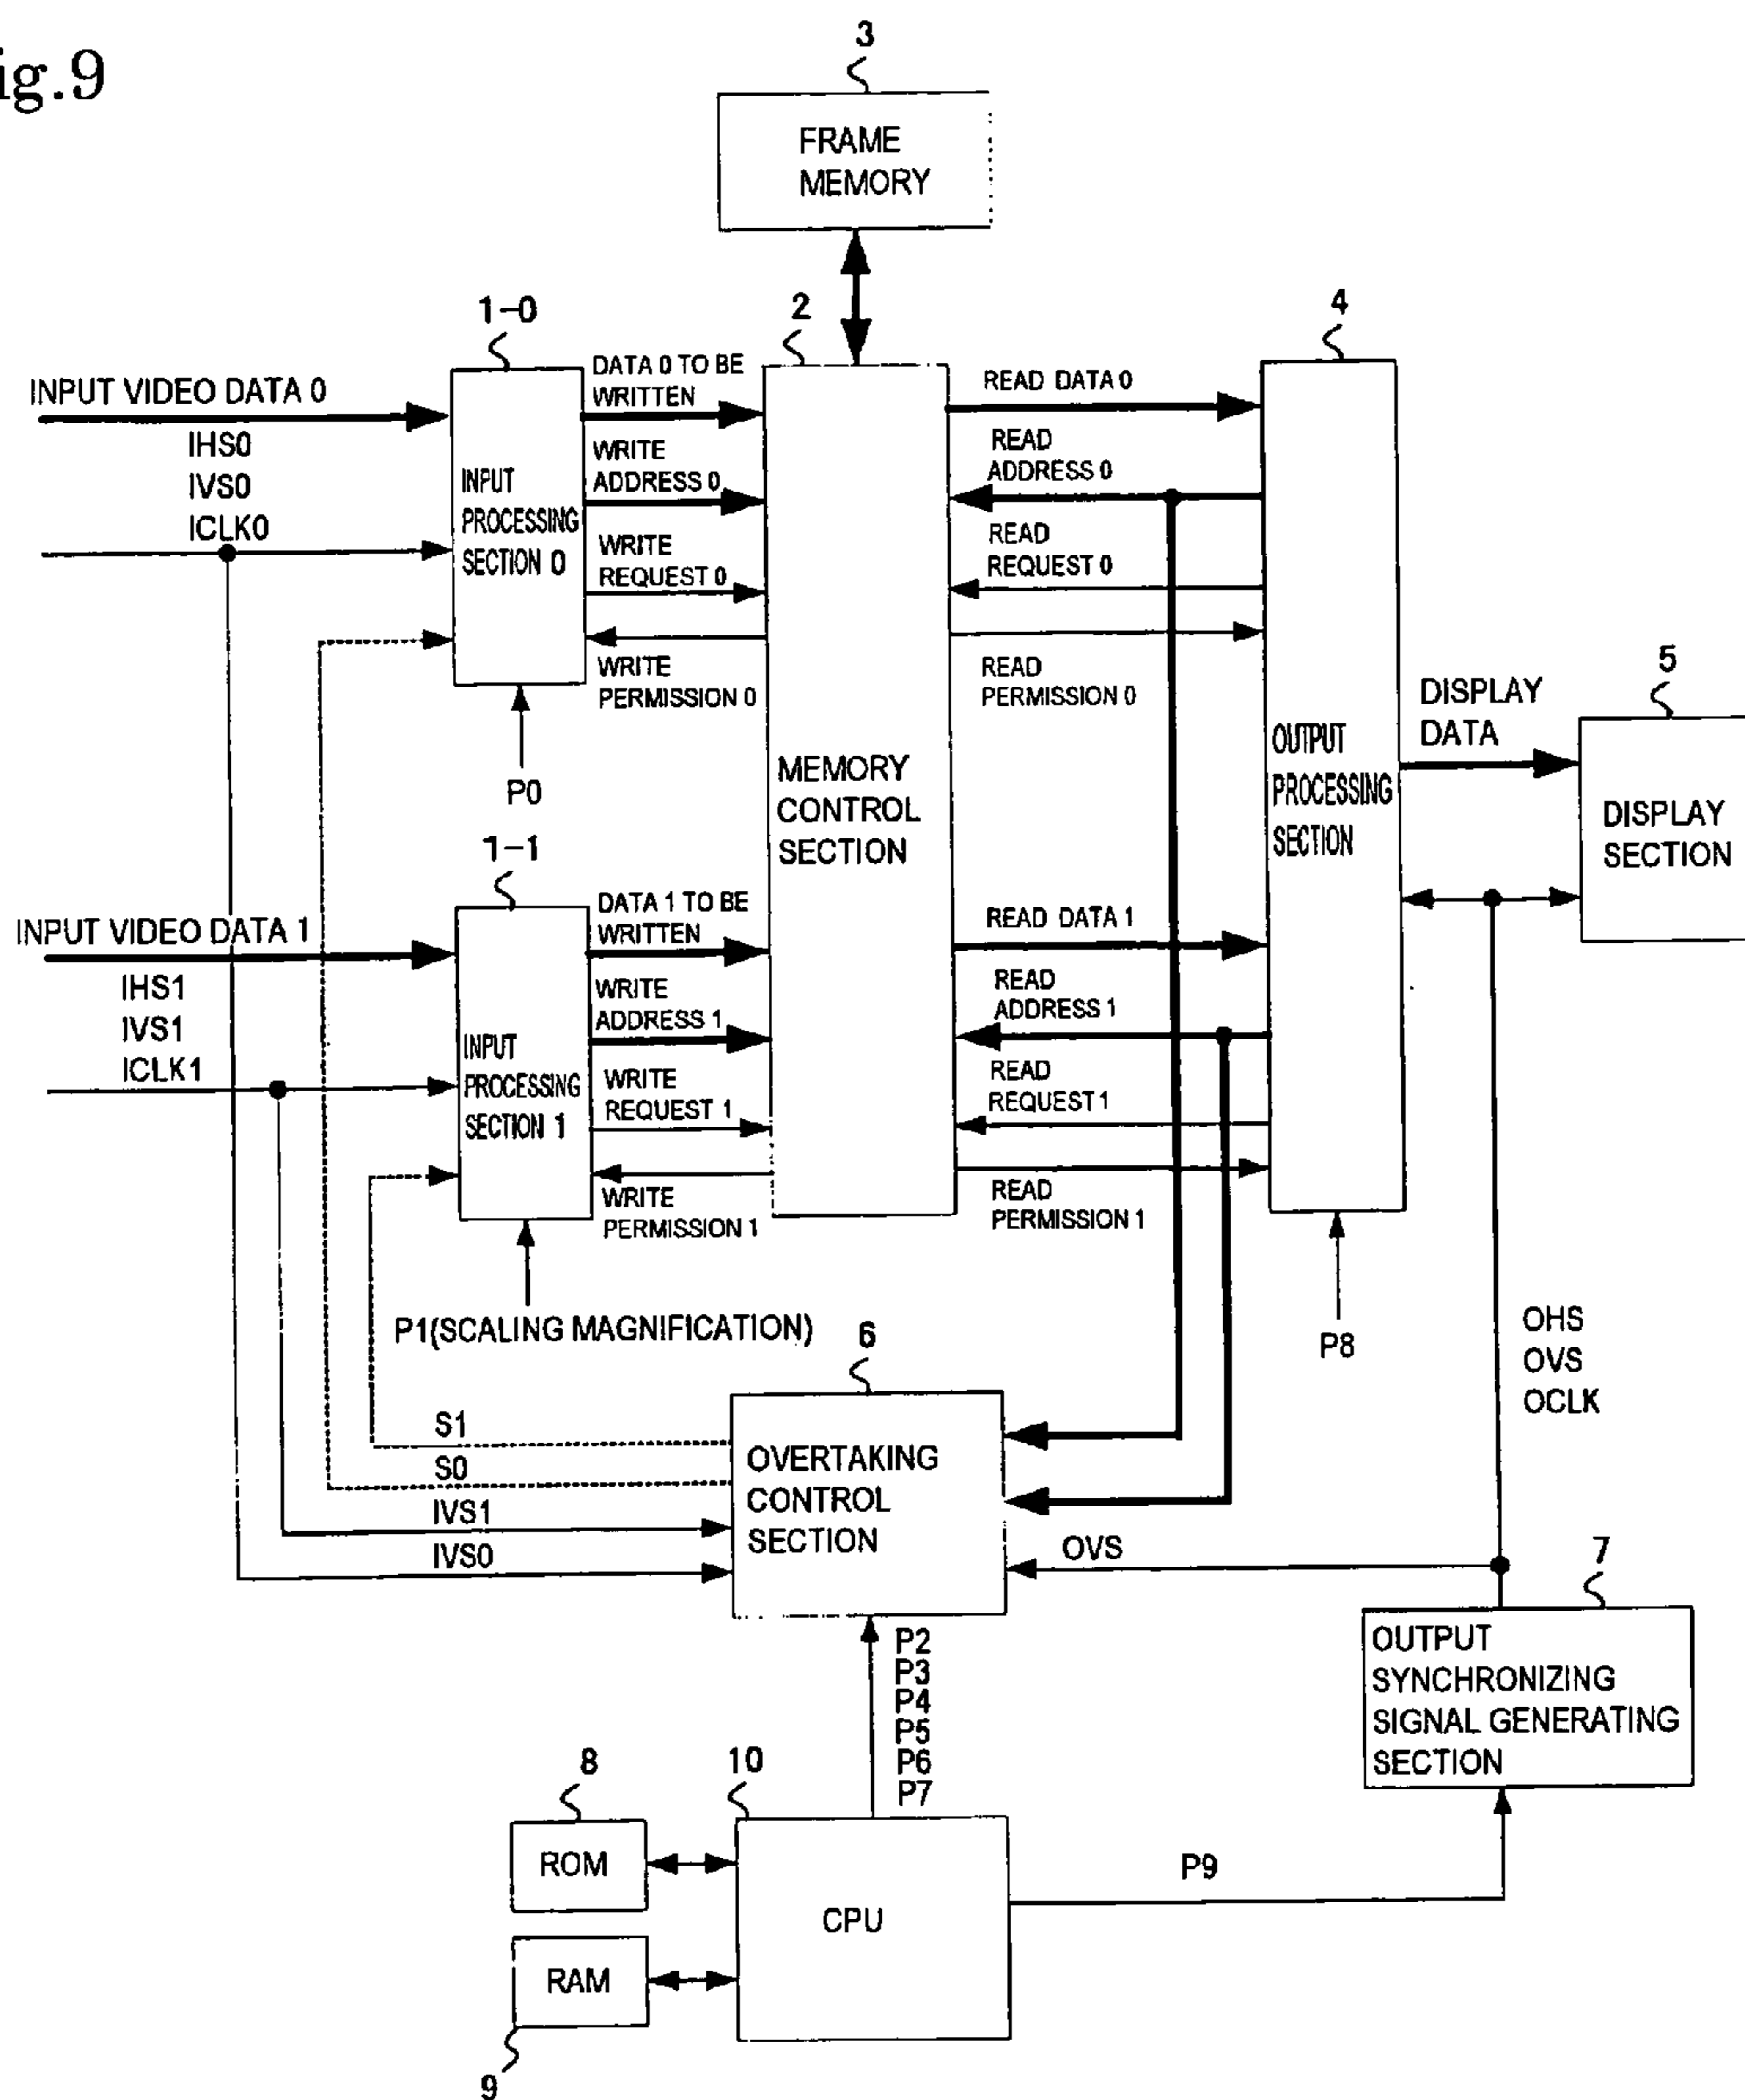 ig.9
3
FRAME
MEMORY
1-0
2
4
INPUT VIDEO DATA 0
IHS0
IVS0
ICLK0
INPUT
PROCESSING
SECTION 0
DATA 0 TO BE
WRITTEN
WRITE
ADDRESS 0
WRITE
REQUEST 0
WRITE
PERMISSION 0
P0
MEMORY
CONTROL
SECTION
READ DATA 0
READ
ADDRESS 0
READ
REQUEST 0
READ
PERMISSION 0
OUTPUT
PROCESSING
SECTION
DISPLAY
DATA
5
DISPLAY
SECTION
1-1
INPUT VIDEO DATA 1
IHS1
IVS1
ICLK1
INPUT
PROCESSING
SECTION 1
DATA 1 TO BE
WRITTEN
WRITE
ADDRESS 1
WRITE
REQUEST 1
WRITE
PERMISSION 1
READ DATA 1
READ
ADDRESS 1
READ
REQUEST 1
READ
PERMISSION 1
P1(SCALING MAGNIFICATION)
P8
OHS
OVS
OCLK
6
S1
S0
IVS1
IVS0
OVERTAKING
CONTROL
SECTION
OVS
7
OUTPUT
SYNCHRONIZING
SIGNAL GENERATING
SECTION
P2
P3
P4
P5
P6
P7
8
ROM
10
CPU
P9
RAM
9